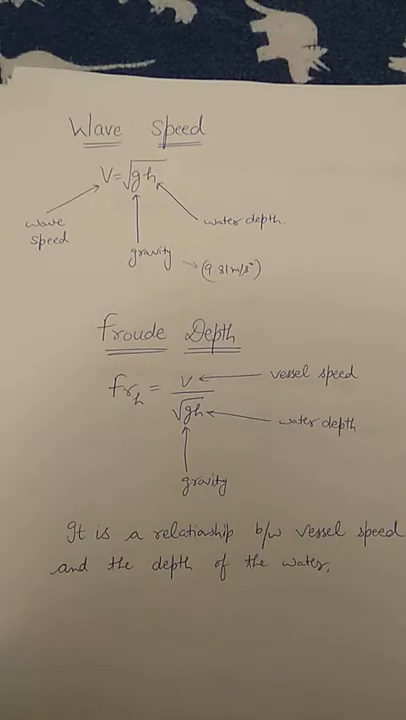 Wave Speed
V=√gh
wave speed
water depth.
gravity → (9.81m/s²)
Froude Depth
Fr_h = V/√gh
vessel speed
water depth
gravity
It is a relationship b/w vessel speed
and the depth of the water.